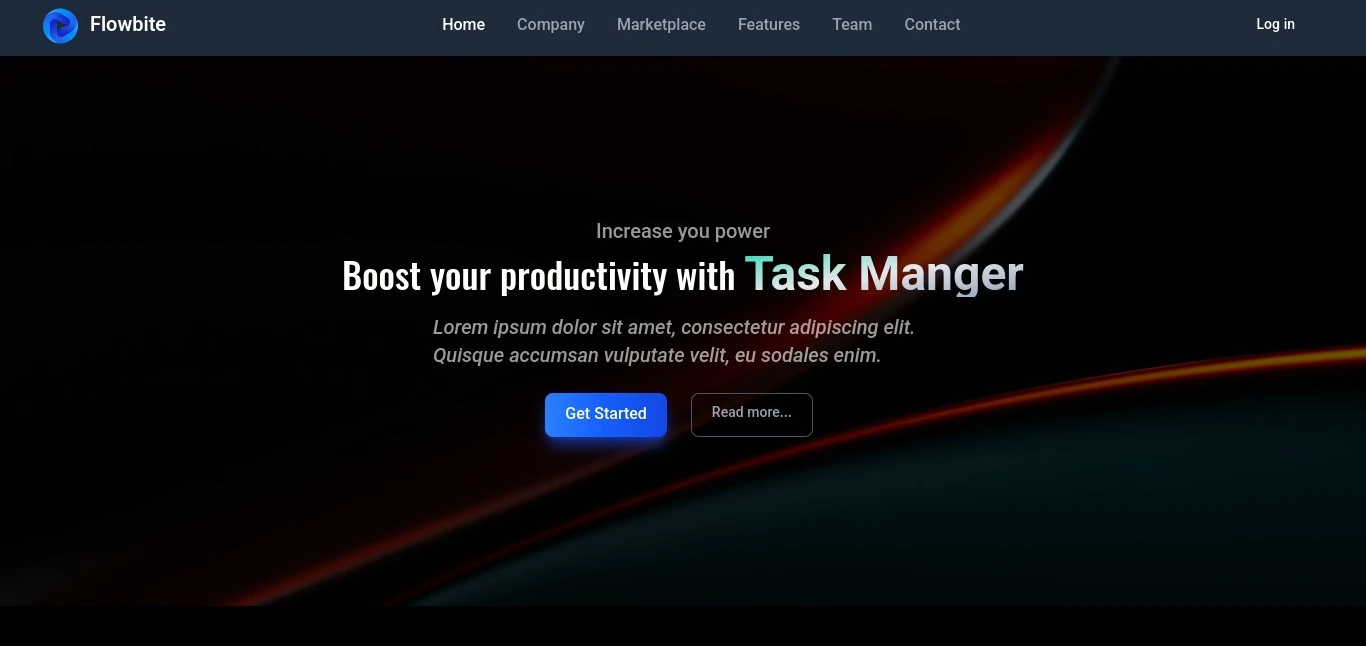 Flowbite
Home Company Marketplace Features Team Contact
Log in
Increase you power
Boost your productivity with Task Manger
Lorem ipsum dolor sit amet, consectetur adipiscing elit.
Quisque accumsan vulputate velit, eu sodales enim.
Get Started
Read more...